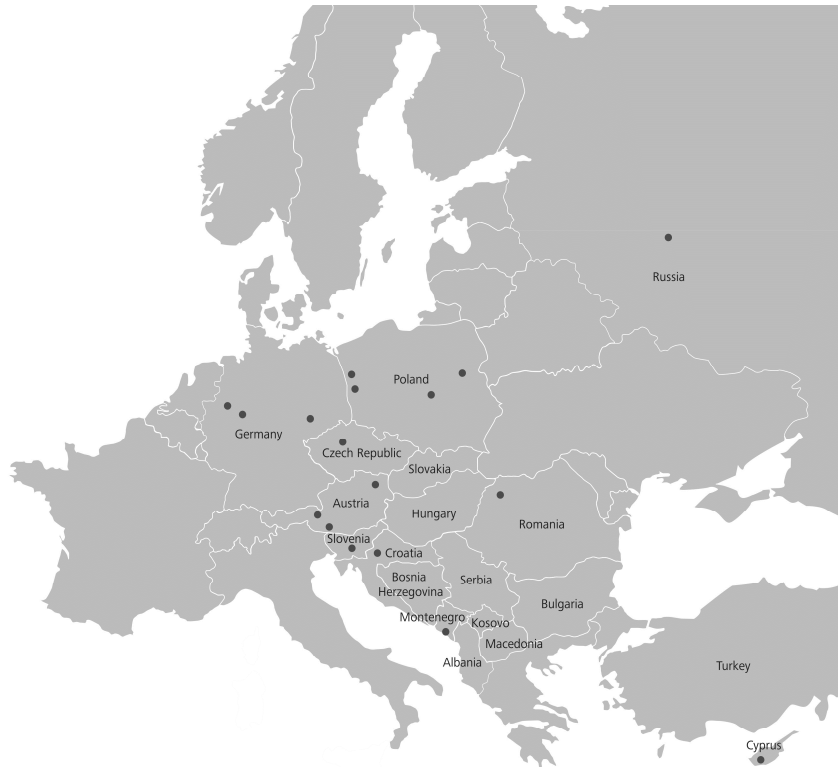 Russia
Poland
Germany
Czech Republic
Slovakia
Austria
Hungary
Romania
Slovenia
Croatia
Bosnia
Herzegovina
Serbia
Bulgaria
Montenegro
Kosovo
Macedonia
Albania
Turkey
Cyprus